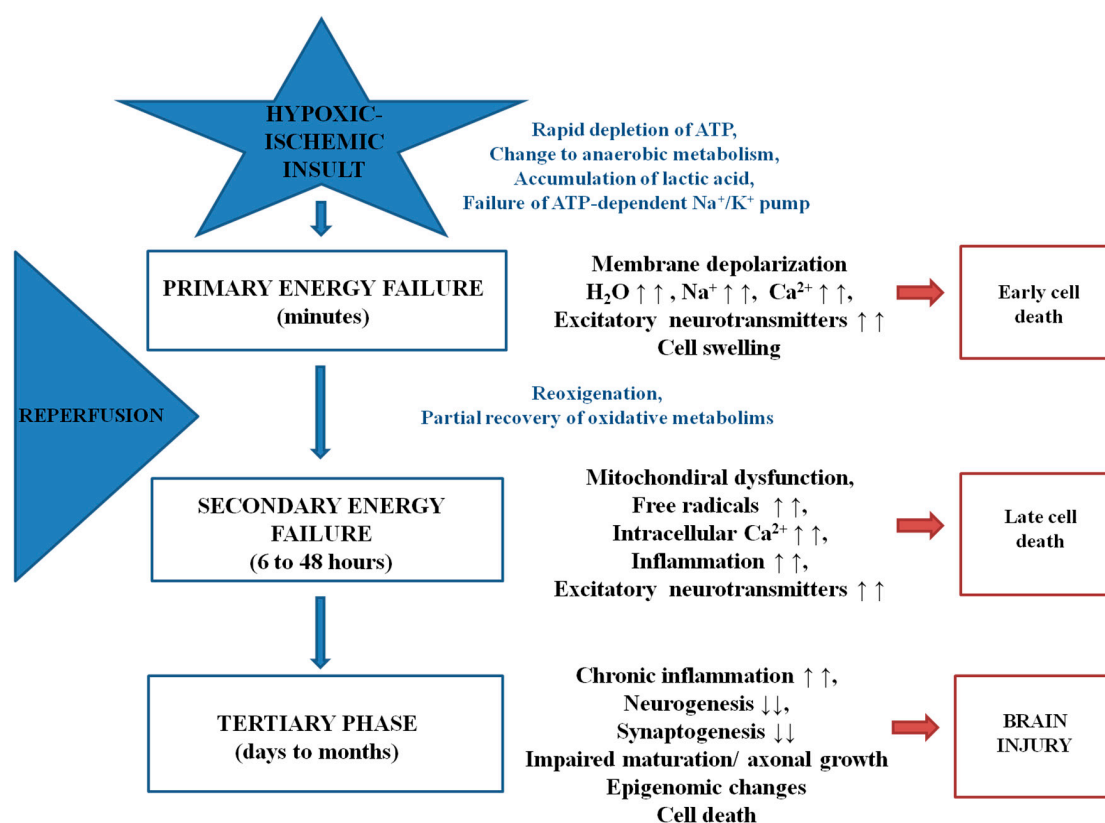 HYPOXIC-
ISCHEMIC
INSULT
Rapid depletion of ATP,
Change to anaerobic metabolism,
Accumulation of lactic acid,
Failure of ATP-dependent Na⁺/K⁺ pump
PRIMARY ENERGY FAILURE
(minutes)
Membrane depolarization
H₂O ↑ ↑ , Na⁺ ↑ ↑, Ca²⁺ ↑ ↑,
Excitatory neurotransmitters ↑ ↑
Cell swelling
Early cell
death
REPERFUSION
Reoxigenation,
Partial recovery of oxidative metabolims
SECONDARY ENERGY
FAILURE
(6 to 48 hours)
Mitochondiral dysfunction,
Free radicals ↑ ↑,
Intracellular Ca²⁺ ↑ ↑,
Inflammation ↑ ↑,
Excitatory neurotransmitters ↑ ↑
Late cell
death
TERTIARY PHASE
(days to months)
Chronic inflammation ↑ ↑,
Neurogenesis ↓↓,
Synaptogenesis ↓↓
Impaired maturation/ axonal growth
Epigenomic changes
Cell death
BRAIN
INJURY